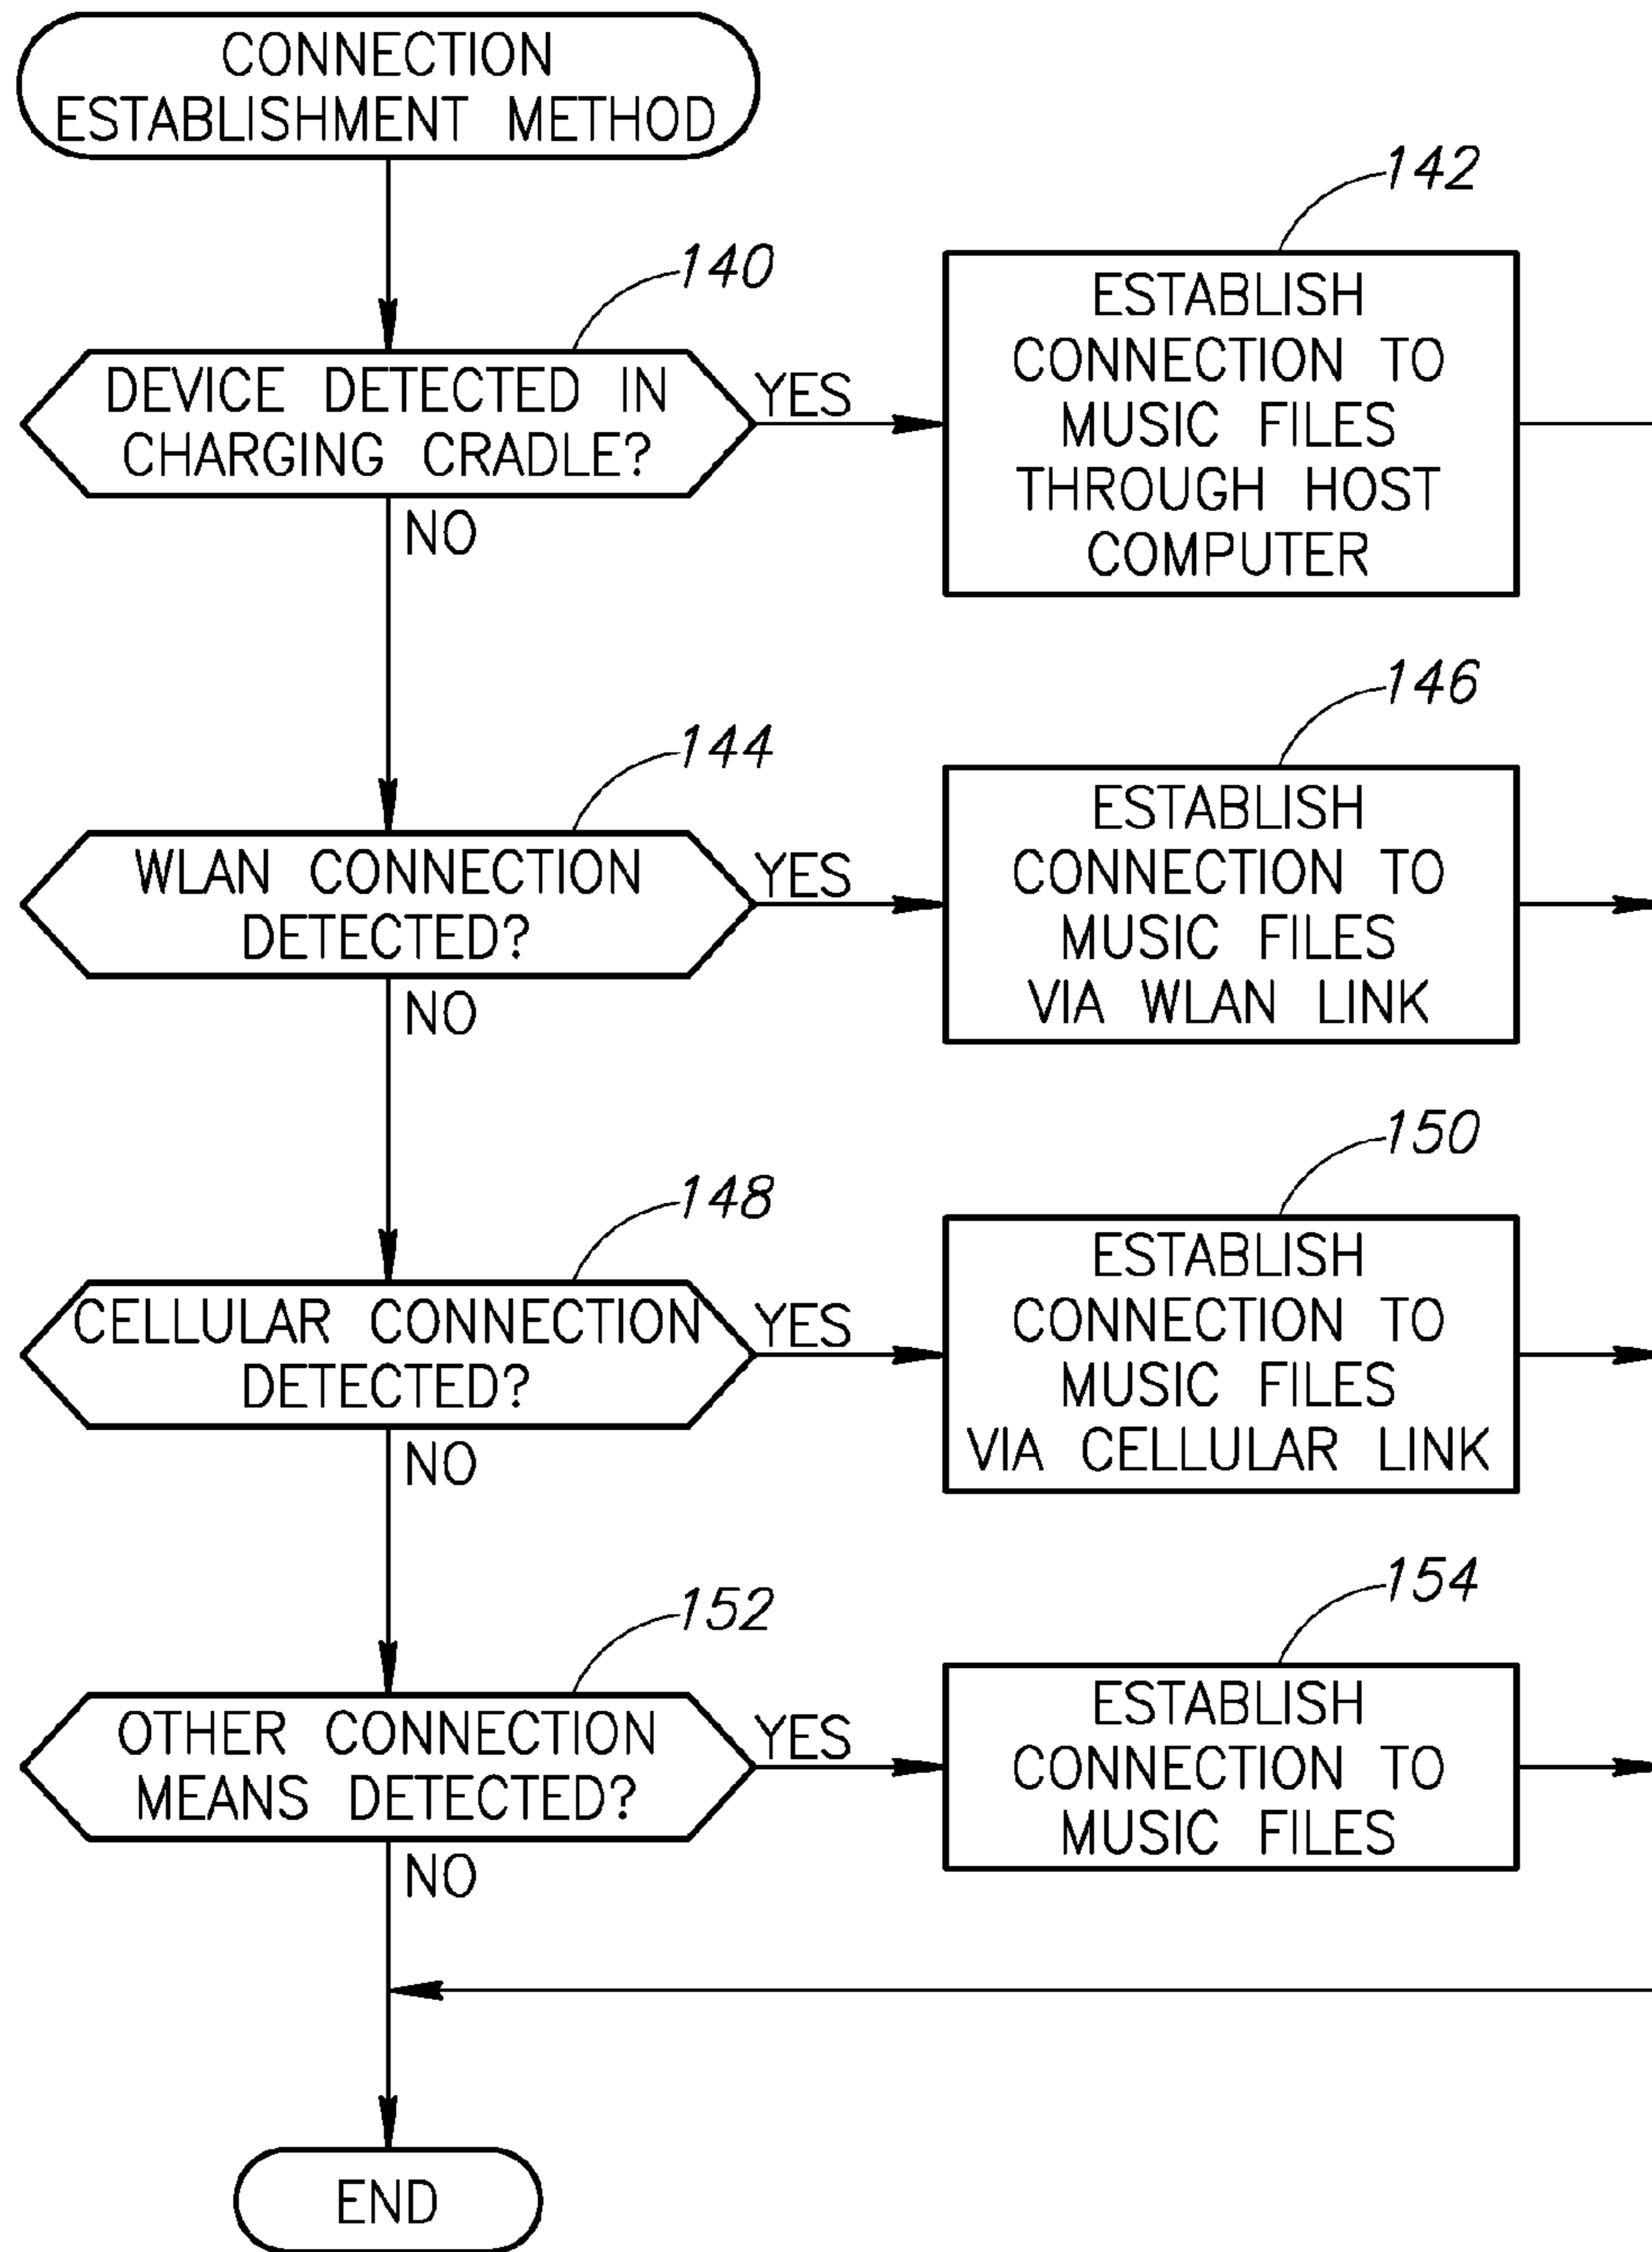 CONNECTION
ESTABLISHMENT METHOD
140
DEVICE DETECTED IN
CHARGING CRADLE?
YES
NO
142
ESTABLISH
CONNECTION TO
MUSIC FILES
THROUGH HOST
COMPUTER
144
WLAN CONNECTION
DETECTED?
YES
NO
146
ESTABLISH
CONNECTION TO
MUSIC FILES
VIA WLAN LINK
148
CELLULAR CONNECTION
DETECTED?
YES
NO
150
ESTABLISH
CONNECTION TO
MUSIC FILES
VIA CELLULAR LINK
152
OTHER CONNECTION
MEANS DETECTED?
YES
NO
154
ESTABLISH
CONNECTION TO
MUSIC FILES
END